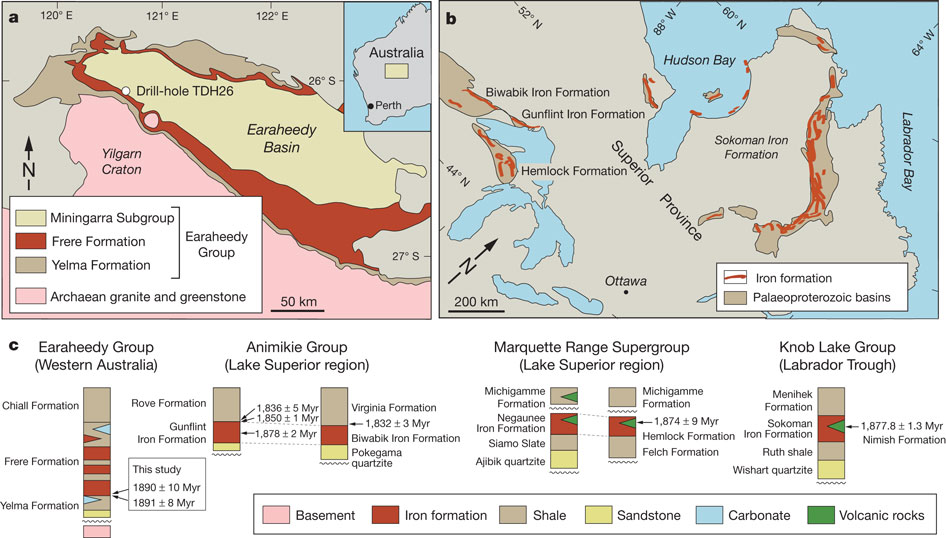 a
120° E
121° E
122° E
Australia
Perth
26° S
Drill-hole TDH26
Earaheedy
Basin
Yilgarn
Craton
N
Miningarra Subgroup
Frere Formation
Yelma Formation
Earaheedy
Group
Archaean granite and greenstone
27° S
50 km
b
52° N
88° W
60° N
64° W
Hudson Bay
Biwabik Iron Formation
Gunflint Iron Formation
Sokoman Iron
Formation
Labrador Bay
44° N
Hemlock Formation
Superior
Province
N
Ottawa
200 km
Iron formation
Palaeoproterozoic basins
c
Earaheedy Group
(Western Australia)
Chiall Formation
Frere Formation
Yelma Formation
This study
1890 ± 10 Myr
1891 ± 8 Myr
Animikie Group
(Lake Superior region)
Rove Formation
Gunflint
Iron Formation
1,836 ± 5 Myr
1,850 ± 1 Myr
1,878 ± 2 Myr
1,832 ± 3 Myr
Virginia Formation
Biwabik Iron Formation
Pokegama
quartzite
Marquette Range Supergroup
(Lake Superior region)
Michigamme
Formation
Negaunee
Iron Formation
Siamo Slate
Ajibik quartzite
Michigamme
Formation
1,874 ± 9 Myr
Hemlock Formation
Felch Formation
Knob Lake Group
(Labrador Trough)
Menihek
Formation
Sokoman
Iron Formation
Ruth shale
Wishart quartzite
1,877.8 ± 1.3 Myr
Nimish Formation
Basement
Iron formation
Shale
Sandstone
Carbonate
Volcanic rocks